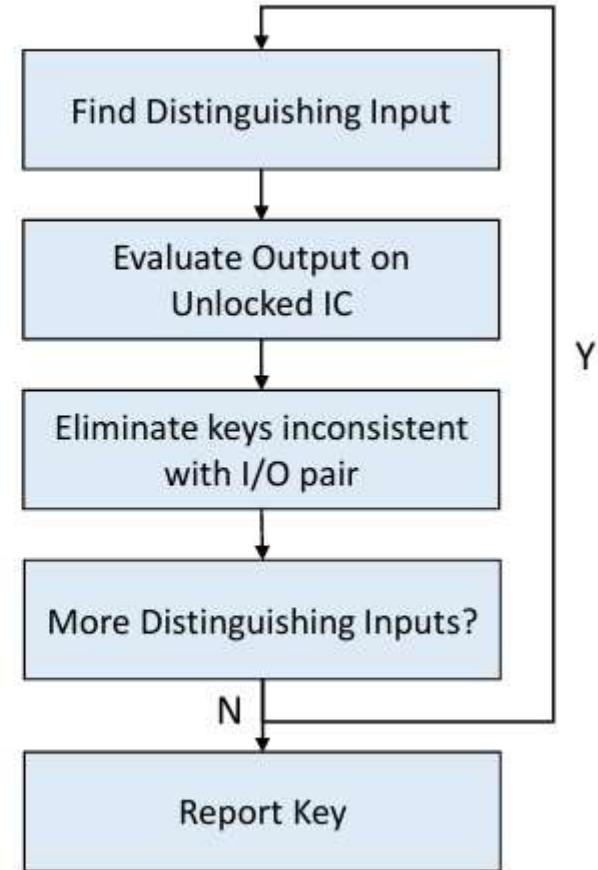 Find Distinguishing Input
Evaluate Output on
Unlocked IC
Y
Eliminate keys inconsistent
with I/O pair
More Distinguishing Inputs?
N
Report Key